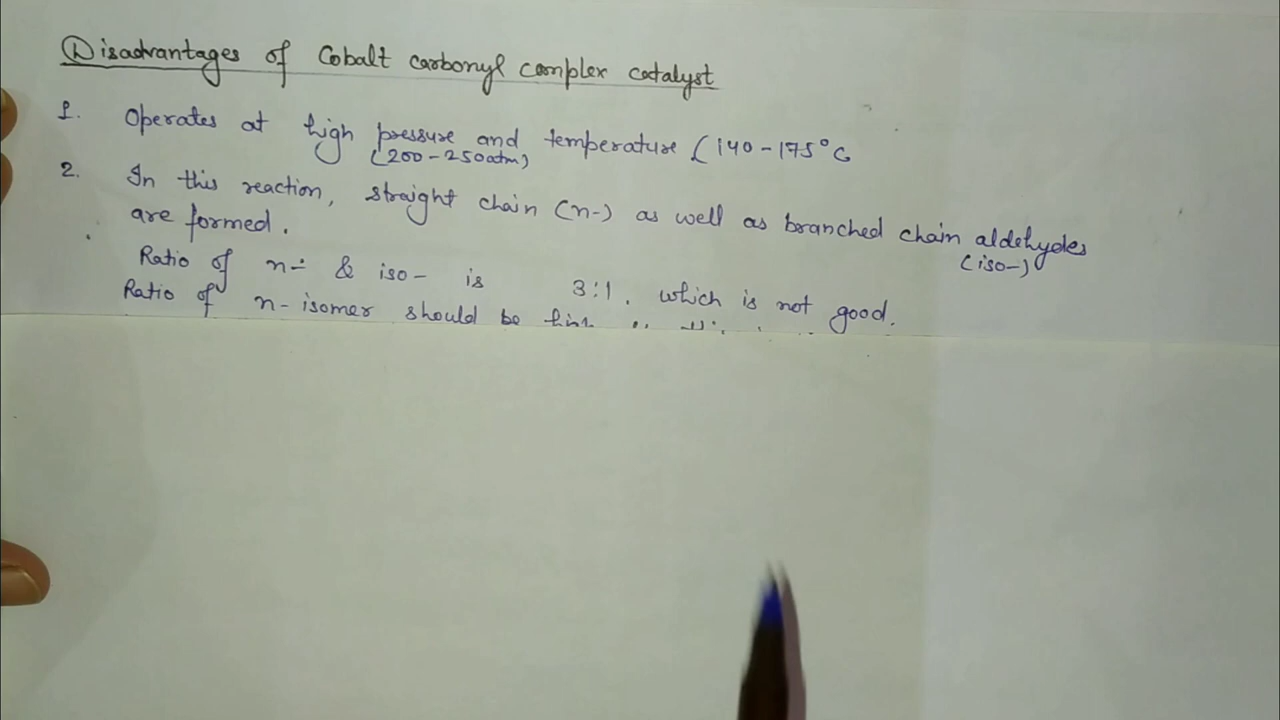 Disadvantages of Cobalt carbonyl complex catalyst
1. Operates at high pressure and temperature (140-175°C
(200-250atm)
2. In this reaction, straight chain (n-) as well as branched chain aldehydes
(iso-)
are formed.
Ratio of n- & iso- is 3:1. which is not good.
Ratio of n-isomer should be